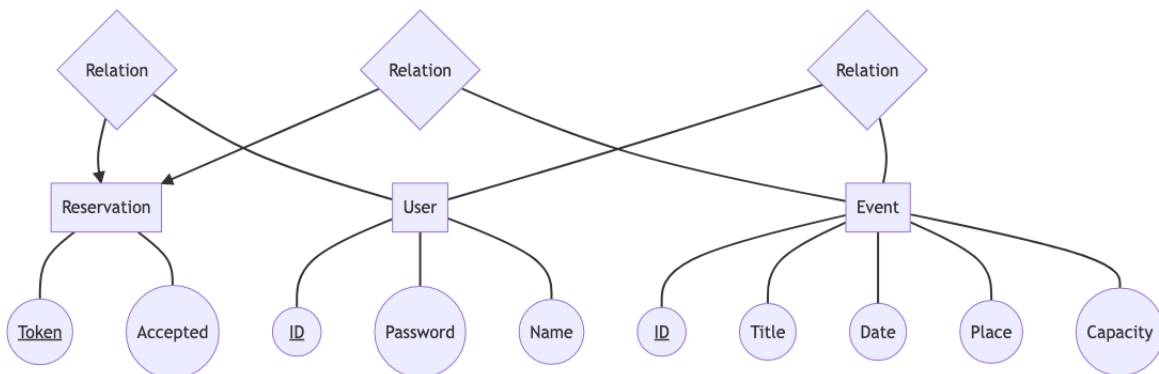 Relation
Relation
Relation
Reservation
User
Event
Token
Accepted
ID
Password
Name
ID
Title
Date
Place
Capacity